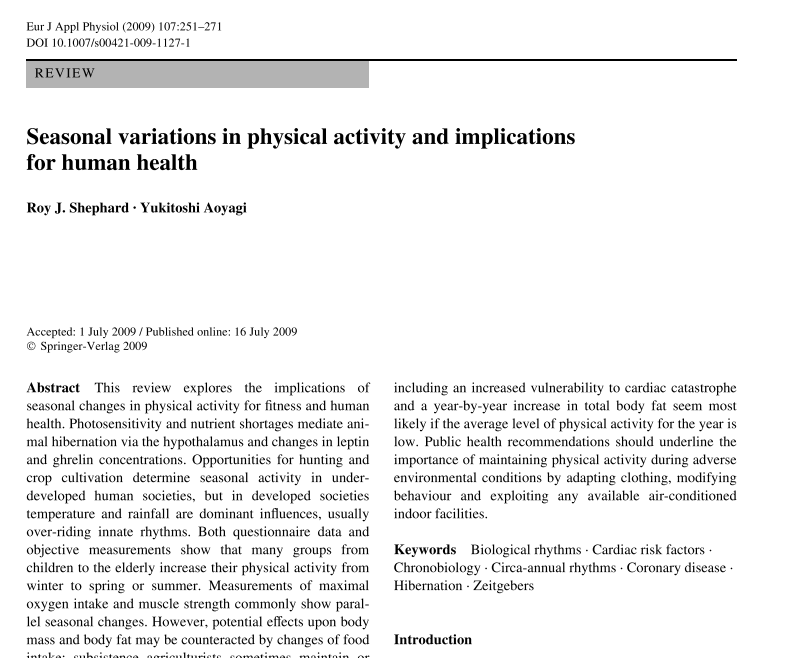 Eur J Appl Physiol (2009) 107:251–271
DOI 10.1007/s00421-009-1127-1
REVIEW
Seasonal variations in physical activity and implications
for human health
Roy J. Shephard · Yukitoshi Aoyagi
Accepted: 1 July 2009 / Published online: 16 July 2009
© Springer-Verlag 2009
Abstract This review explores the implications of
seasonal changes in physical activity for fitness and human
health. Photosensitivity and nutrient shortages mediate ani-
mal hibernation via the hypothalamus and changes in leptin
and ghrelin concentrations. Opportunities for hunting and
crop cultivation determine seasonal activity in under-
developed human societies, but in developed societies
temperature and rainfall are dominant influences, usually
over-riding innate rhythms. Both questionnaire data and
objective measurements show that many groups from
children to the elderly increase their physical activity from
winter to spring or summer. Measurements of maximal
oxygen intake and muscle strength commonly show paral-
lel seasonal changes. However, potential effects upon body
mass and body fat may be counteracted by changes of food
intake; subsistence agriculturists sometimes maintain or
including an increased vulnerability to cardiac catastrophe
and a year-by-year increase in total body fat seem most
likely if the average level of physical activity for the year is
low. Public health recommendations should underline the
importance of maintaining physical activity during adverse
environmental conditions by adapting clothing, modifying
behaviour and exploiting any available air-conditioned
indoor facilities.
Keywords Biological rhythms · Cardiac risk factors ·
Chronobiology · Circa-annual rhythms · Coronary disease ·
Hibernation · Zeitgebers
Introduction